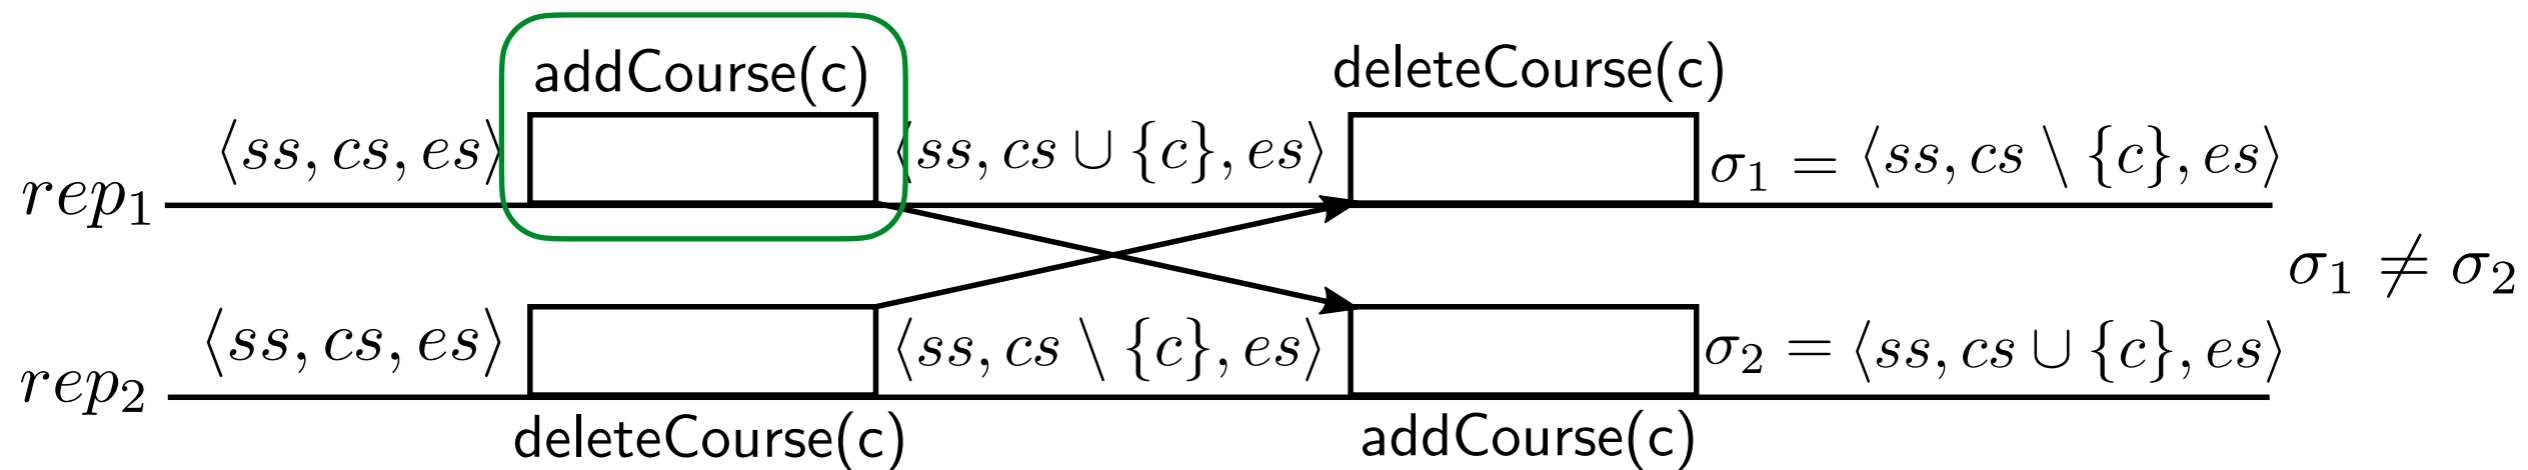 addCourse(c) deleteCourse(c)
rep₁ ⟨ss, cs, es⟩ ⟨ss, cs ∪ {c}, es⟩ σ₁ = ⟨ss, cs \ {c}, es⟩
σ₁ ≠ σ₂
rep₂ ⟨ss, cs, es⟩ ⟨ss, cs \ {c}, es⟩ σ₂ = ⟨ss, cs ∪ {c}, es⟩
deleteCourse(c) addCourse(c)